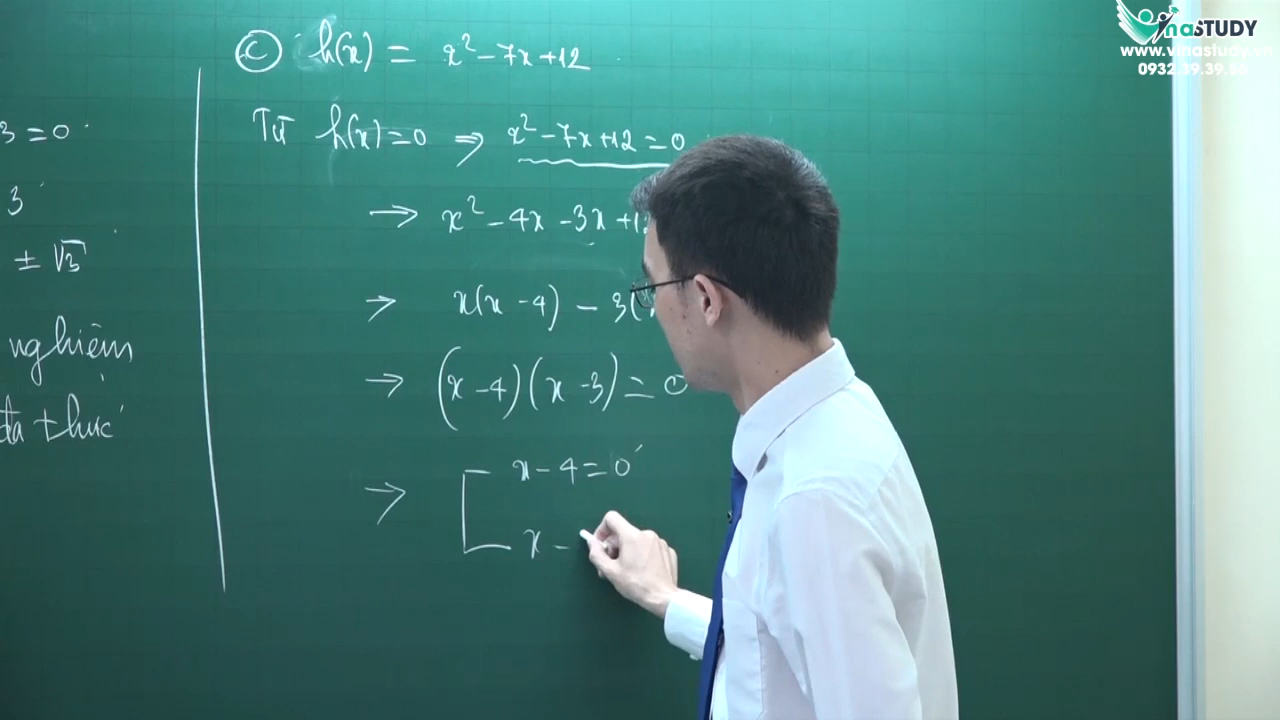 3 = 0
3
± √3
nghiệm
đa thức
c h(x) = x² - 7x + 12
Từ h(x) = 0 ⇒ x² - 7x + 12 = 0
→ x² - 4x - 3x + 12
→ x(x - 4) - 3(
→ (x - 4)(x - 3) = 0
→ [ x - 4 = 0
x -
VinaSTUDY
www.vinastudy.vn
0932.39.39.56